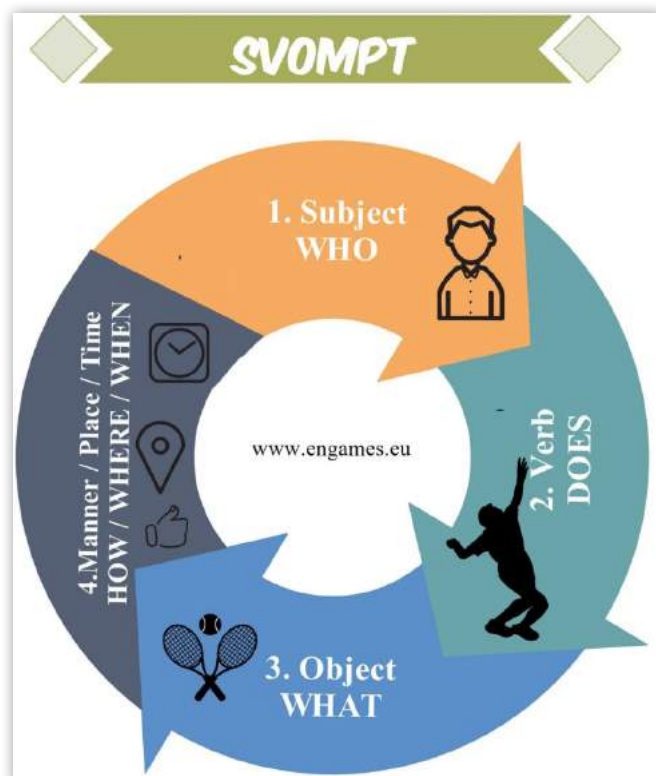 SVOMPT
1. Subject
WHO
2. Verb
DOES
3. Object
WHAT
4.Manner / Place / Time
HOW / WHERE / WHEN
www.engames.eu